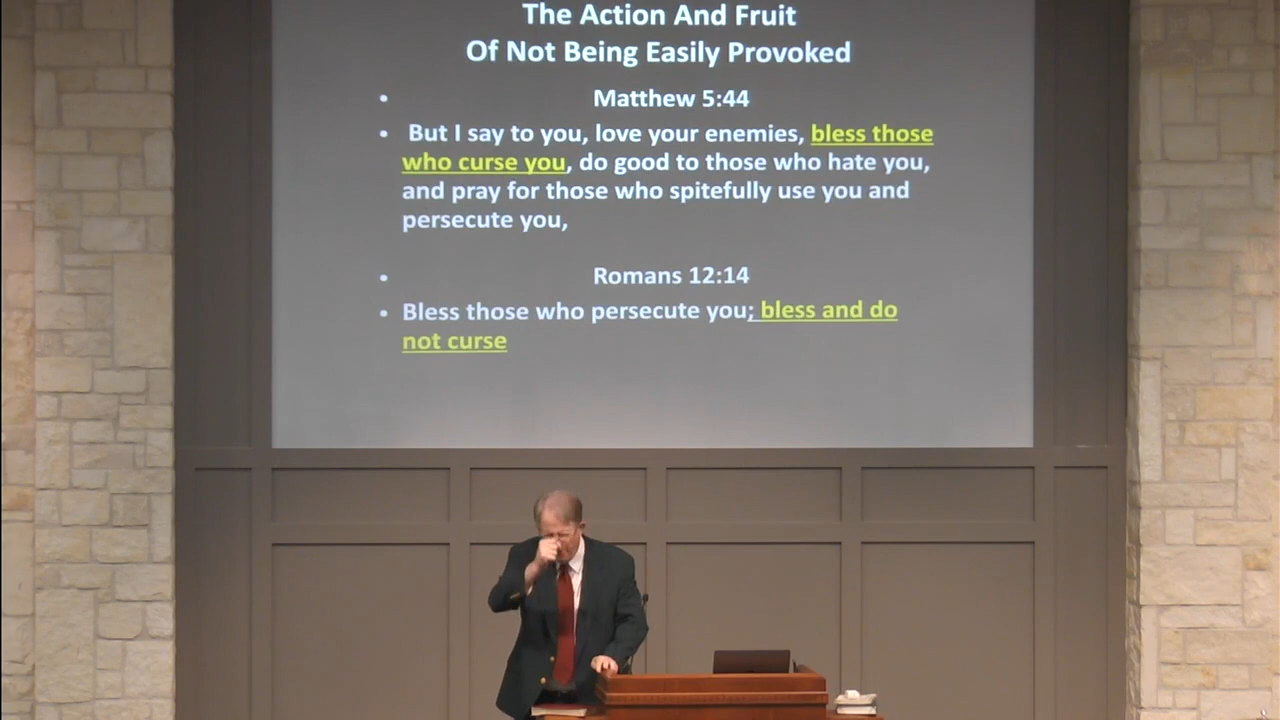 The Action And Fruit
Of Not Being Easily Provoked
• Matthew 5:44
• But I say to you, love your enemies, bless those
who curse you, do good to those who hate you,
and pray for those who spitefully use you and
persecute you,
• Romans 12:14
• Bless those who persecute you; bless and do
not curse